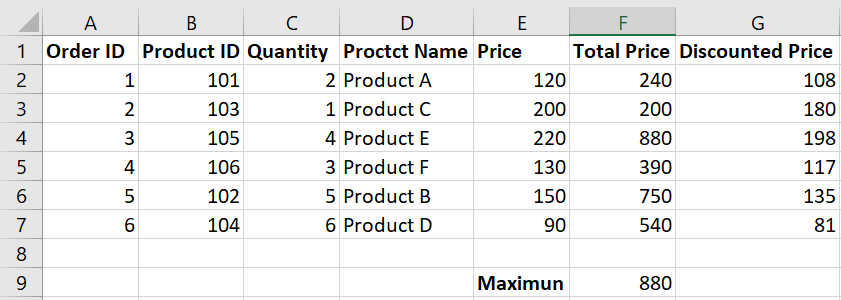 A B C D E F G
1 Order ID Product ID Quantity Proctct Name Price Total Price Discounted Price
2 1 101 2 Product A 120 240 108
3 2 103 1 Product C 200 200 180
4 3 105 4 Product E 220 880 198
5 4 106 3 Product F 130 390 117
6 5 102 5 Product B 150 750 135
7 6 104 6 Product D 90 540 81
8
9 Maximun 880